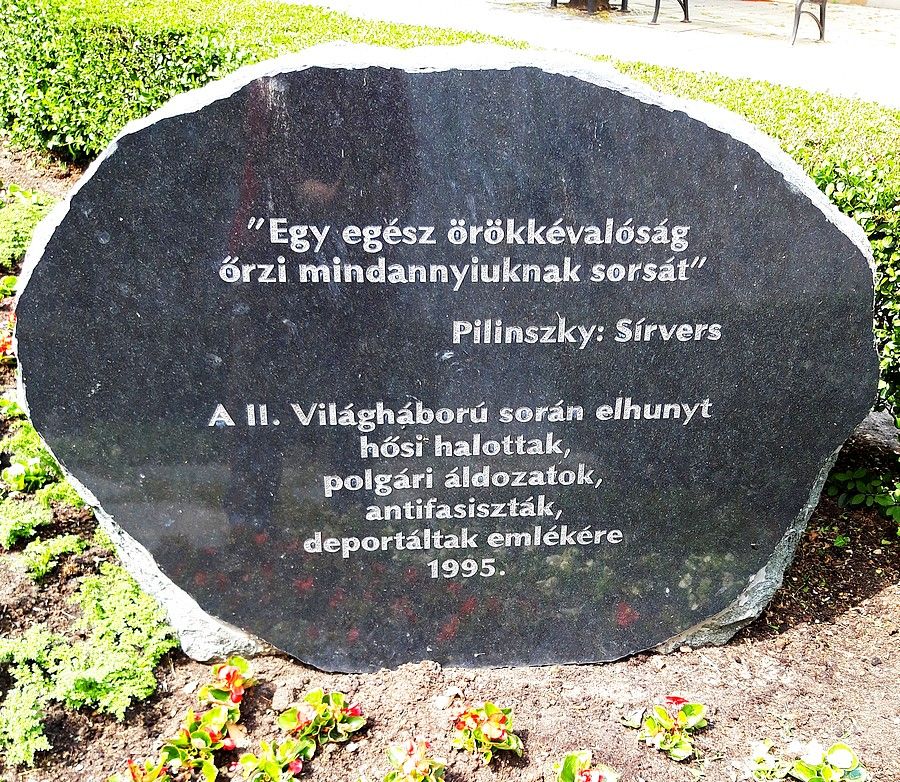 "Egy egész örökkévalóság
őrzi mindannyiuknak sorsát"
Pilinszky: Sírvers
A II. Világháború során elhunyt
hősi halottak,
polgári áldozatok,
antifasiszták,
deportáltak emlékére
1995.